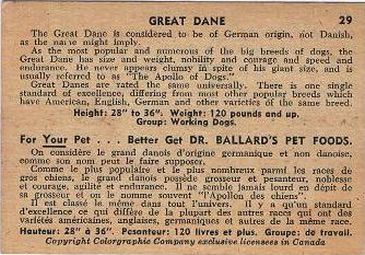 GREAT DANE 29
The Great Dane is considered to be of German origin, not Danish,
as the name might imply.
As the most popular and numerous of the big breeds of dogs, the
Great Dane has size and weight, nobility and courage and speed and
endurance. He never appears clumsy in spite of his giant size, and is
usually referred to as "The Apollo of Dogs."
Great Danes are rated the same universally. There is one single
standard of excellence, differing from most other popular breeds which
have American, English, German and other varieties of the same breed.
Height: 28" to 36". Weight: 120 pounds and up.
Group: Working Dogs.
For Your Pet . . . Better Get DR. BALLARD'S PET FOODS.
On considère le grand danois d'origine germanique et non danoise,
comme son nom peut le faire supposer.
Comme le plus populaire et le plus nombreux parmi les races de
gros chiens, le grand danois possède grosseur et pesanteur, noblesse
et courage, agilité et endurance. Il ne semble jamais lourd en dépit de
sa grosseur et on le nomme souvent "l'Apollon des chiens".
Il est classé le même dans tout l'univers. Il y a qu'un standard
d'excellence ce qui diffère de la plupart des autres races qui ont des
variétés américaines, anglaises, germaniques et autres de la même race.
Hauteur: 28" à 36". Pesanteur: 120 livres et plus. Groupe: de travail.
Copyright Colorgraphic Company exclusive licensees in Canada